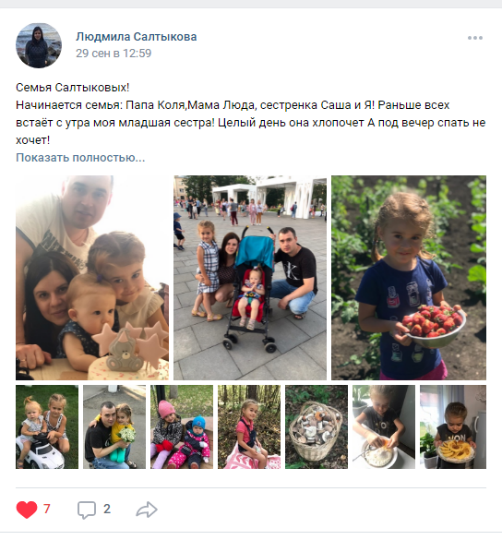 Людмила Салтыкова
29 сен в 12:59
Семья Салтыковых!
Начинается семья: Папа Коля,Мама Люда, сестренка Саша и Я! Раньше всех
встаёт с утра моя младшая сестра! Целый день она хлопочет А под вечер спать не
хочет!
Показать полностью...
7
2